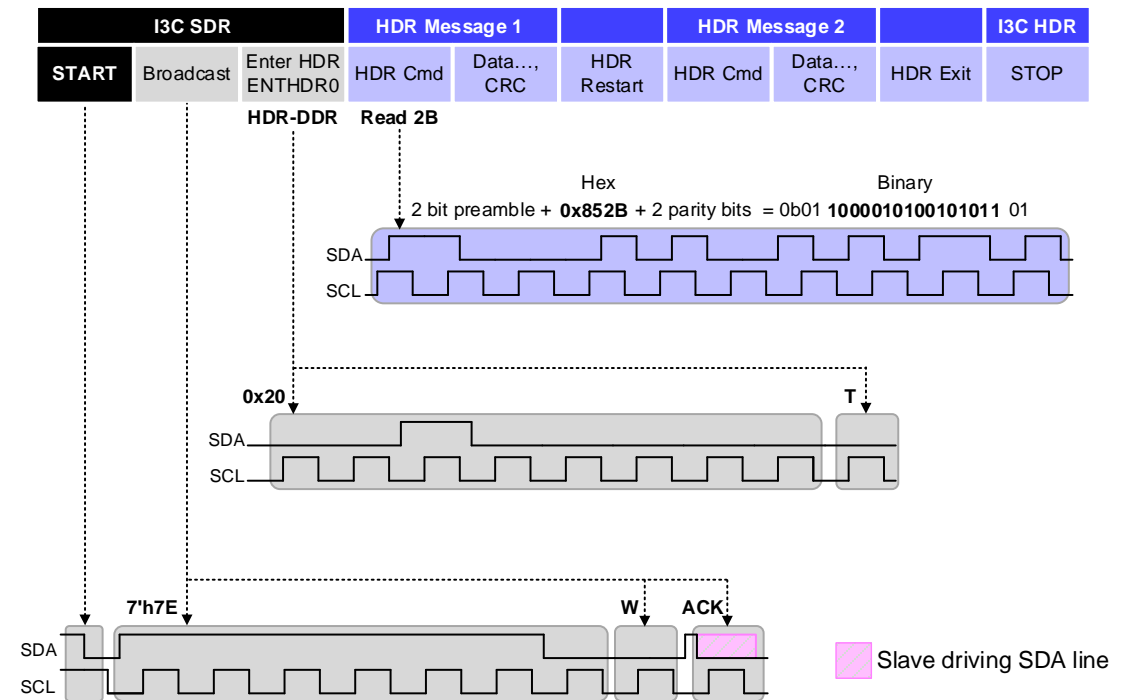 I3C SDR HDR Message 1 HDR Message 2 I3C HDR
START Broadcast Enter HDR ENTHDR0 HDR Cmd Data…, CRC HDR Restart HDR Cmd Data…, CRC HDR Exit STOP
HDR-DDR Read 2B
Hex Binary
2 bit preamble + 0x852B + 2 parity bits = 0b01 1000010100101011 01
SDA
SCL
0x20 T
SDA
SCL
7'h7E W ACK
SDA
SCL
Slave driving SDA line